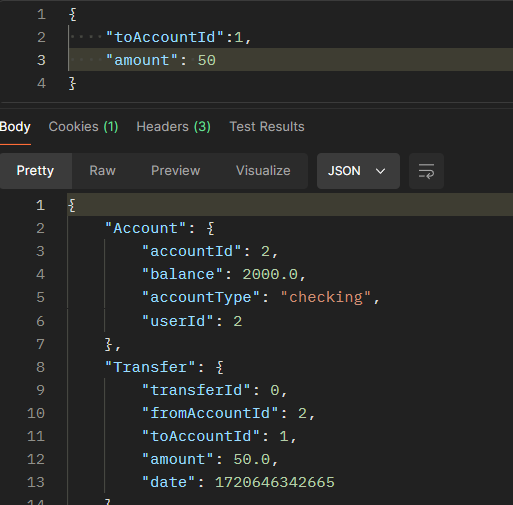 1 {
2 "toAccountId":1,
3 "amount": 50
4 }
Body Cookies (1) Headers (3) Test Results
Pretty Raw Preview Visualize JSON
1 {
2 "Account": {
3 "accountId": 2,
4 "balance": 2000.0,
5 "accountType": "checking",
6 "userId": 2
7 },
8 "Transfer": {
9 "transferId": 0,
10 "fromAccountId": 2,
11 "toAccountId": 1,
12 "amount": 50.0,
13 "date": 1720646342665
14 }